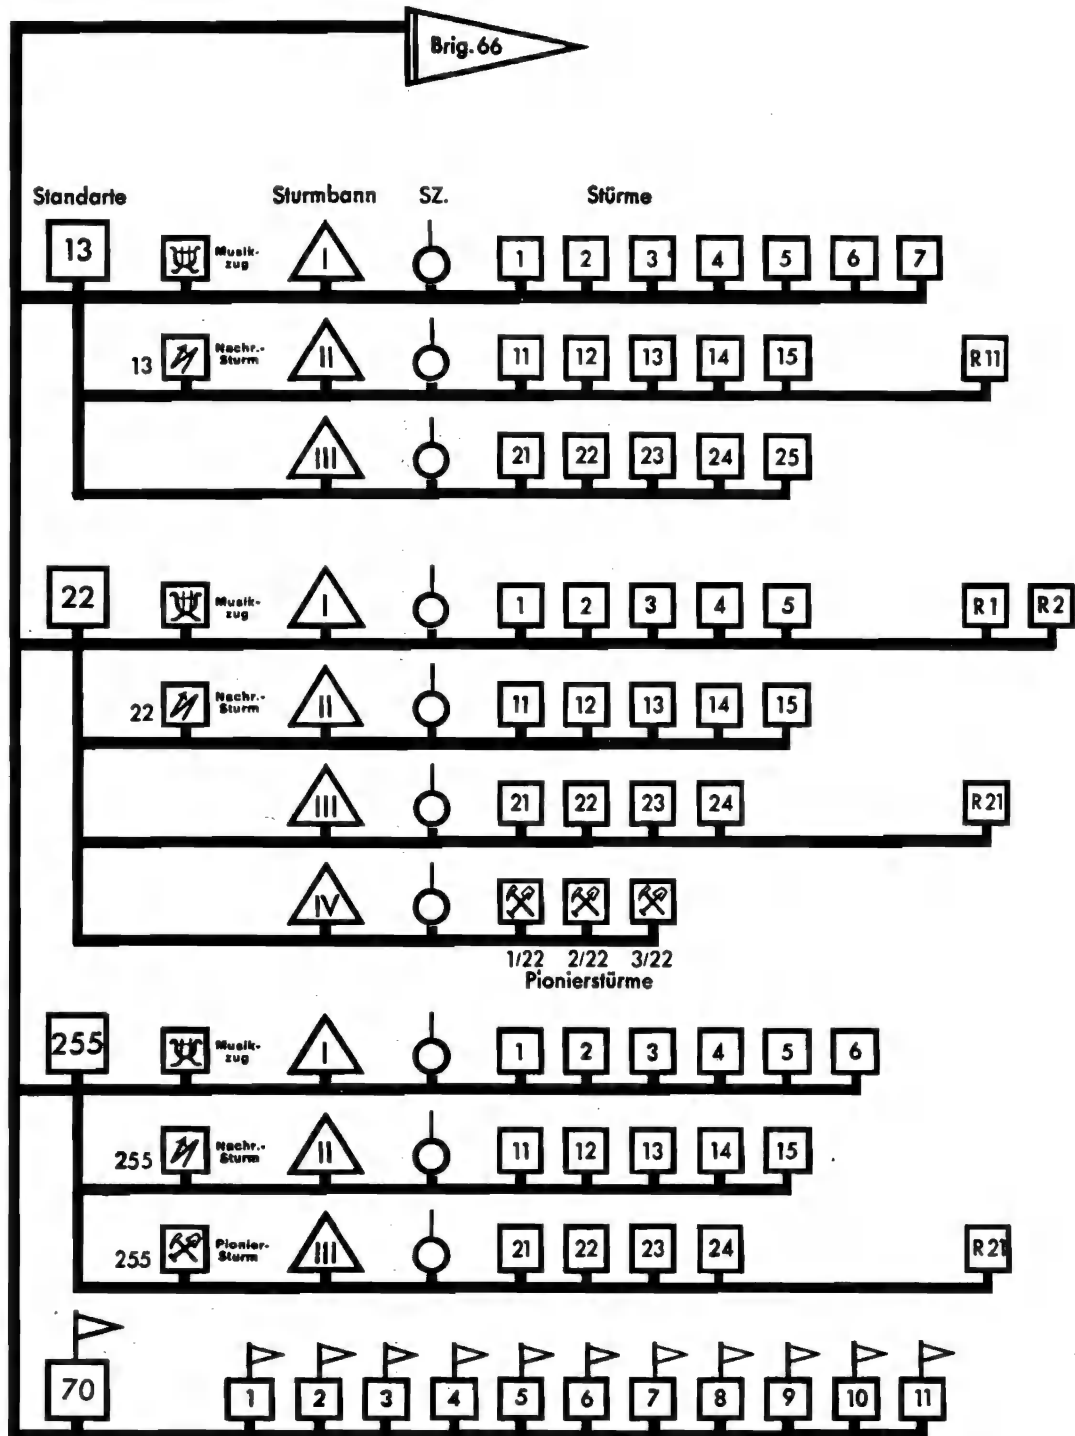 Brig. 66
Standarte Sturmbann SZ. Stürme
13 Musik- I 1 2 3 4 5 6 7
zug
13 Nachr.- II 11 12 13 14 15 R 11
Sturm
III 21 22 23 24 25
22 Musik- I 1 2 3 4 5 R 1 R 2
zug
22 Nachr.- II 11 12 13 14 15
Sturm
III 21 22 23 24 R 21
IV
1/22 2/22 3/22
Pionierstürme
255 Musik- I 1 2 3 4 5 6
zug
255 Nachr.- II 11 12 13 14 15
Sturm
255 Pionier- III 21 22 23 24 R 21
Sturm
70 1 2 3 4 5 6 7 8 9 10 11